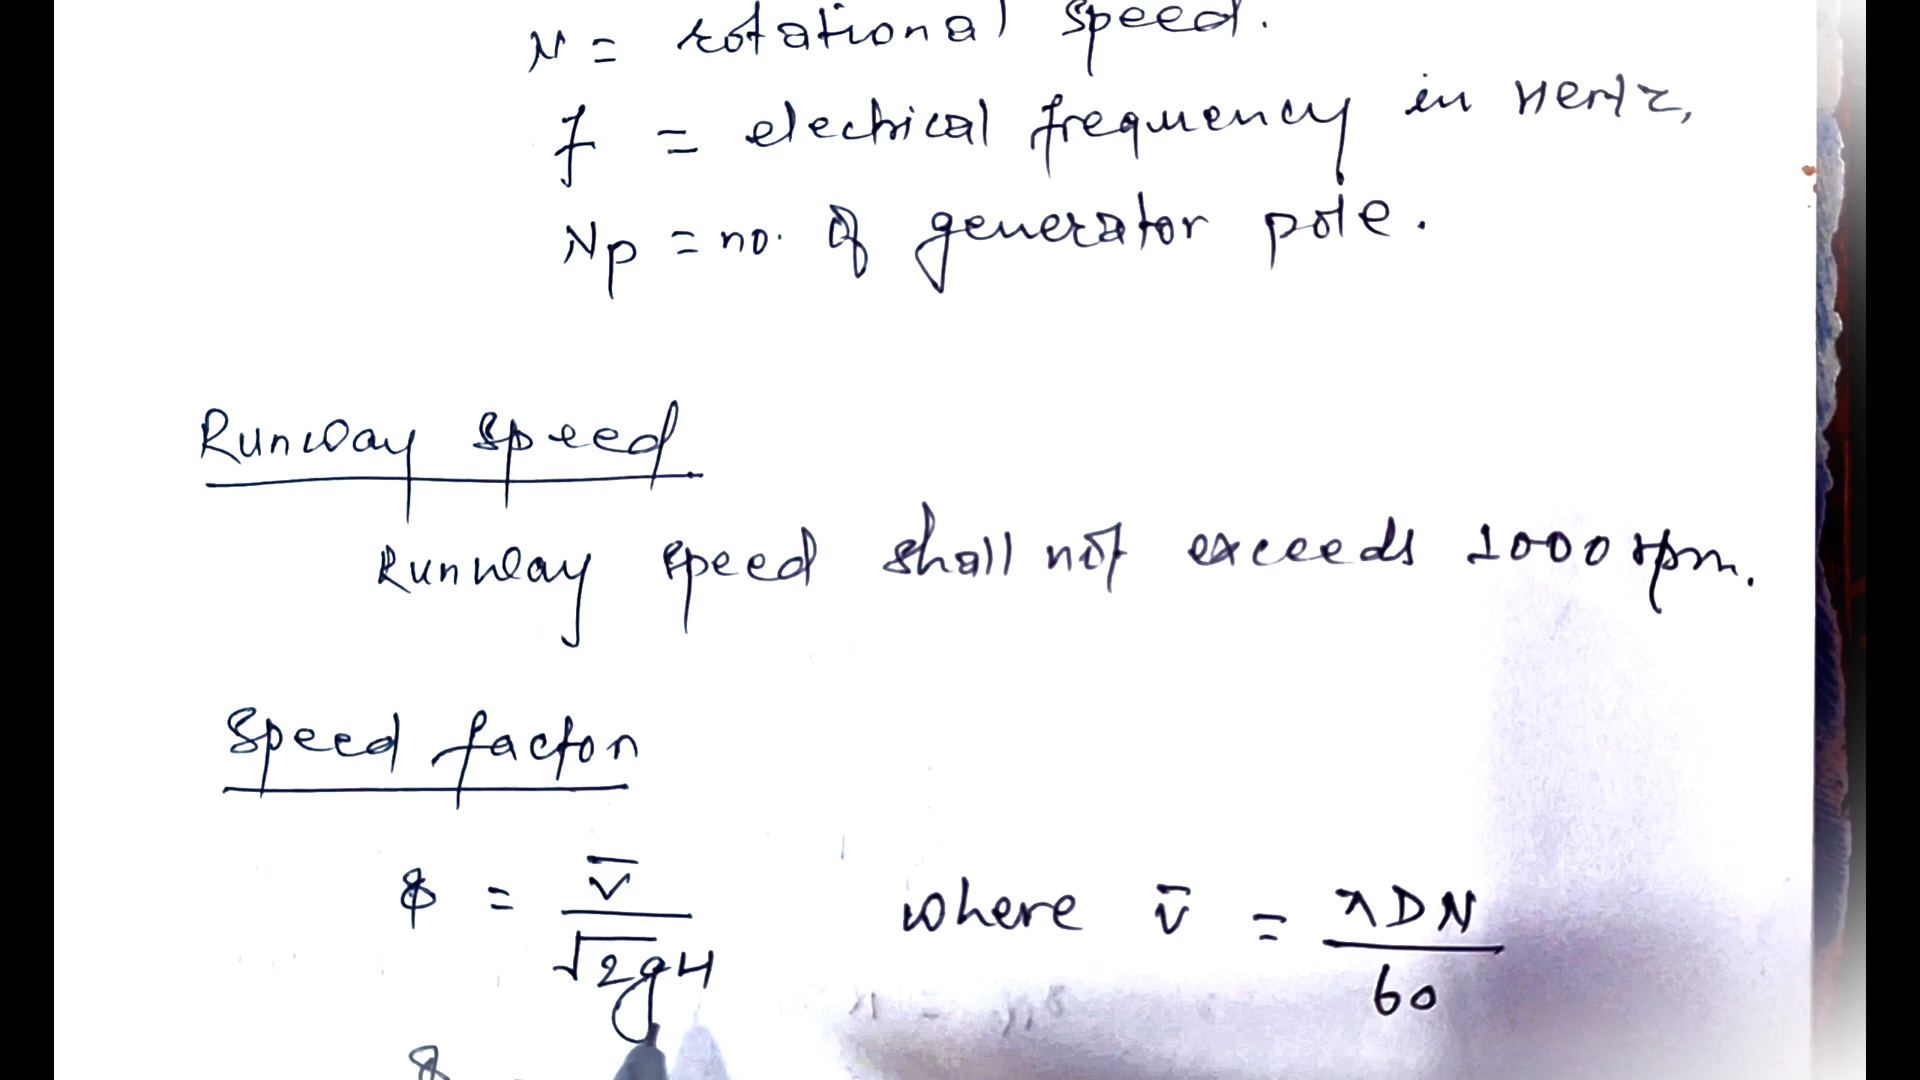 N = rotational speed.
f = electrical frequency in Hertz,
Np = no. of generator pole.
Runway speed
Runway speed shall not exceeds 1000 rpm.
Speed factor
φ = v̄ / √2gH where v̄ = πDN / 60